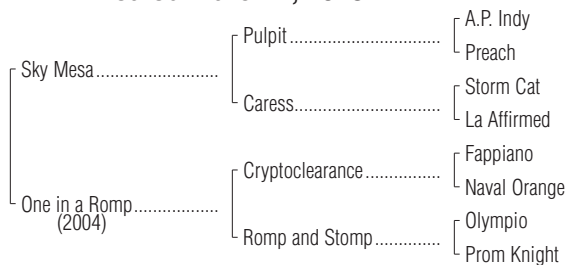 A.P. Indy
Pulpit
Preach
Sky Mesa
Storm Cat
Caress
La Affirmed
Fappiano
Cryptoclearance
Naval Orange
One in a Romp
(2004)
Olympio
Romp and Stomp
Prom Knight